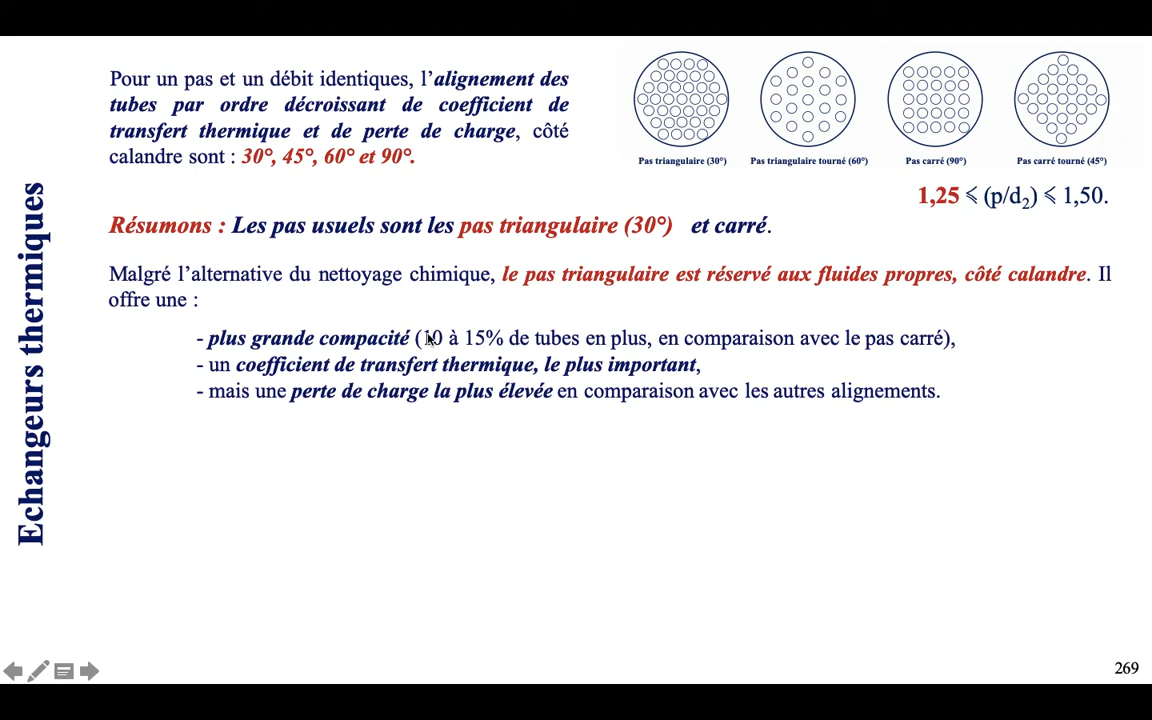 Pour un pas et un débit identiques, l’alignement des
tubes par ordre décroissant de coefficient de
transfert thermique et de perte de charge, côté
calandre sont : 30°, 45°, 60° et 90°.
Pas triangulaire (30°)
Pas triangulaire tourné (60°)
Pas carré (90°)
Pas carré tourné (45°)
1,25 ⩽ (p/d₂) ⩽ 1,50.
Résumons : Les pas usuels sont les pas triangulaire (30°) et carré.
Malgré l’alternative du nettoyage chimique, le pas triangulaire est réservé aux fluides propres, côté calandre. Il
offre une :
- plus grande compacité (10 à 15% de tubes en plus, en comparaison avec le pas carré),
- un coefficient de transfert thermique, le plus important,
- mais une perte de charge la plus élevée en comparaison avec les autres alignements.
Echangeurs thermiques
269